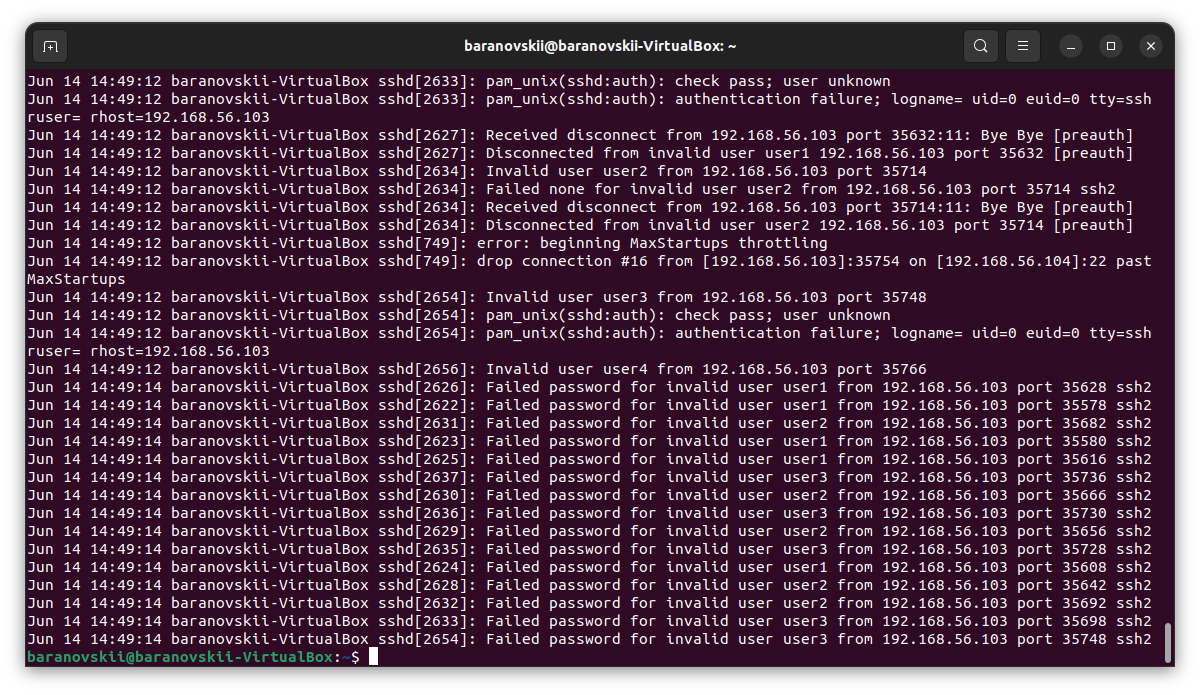 baranovskii@baranovskii-VirtualBox: ~
Jun 14 14:49:12 baranovskii-VirtualBox sshd[2633]: pam_unix(sshd:auth): check pass; user unknown
Jun 14 14:49:12 baranovskii-VirtualBox sshd[2633]: pam_unix(sshd:auth): authentication failure; logname= uid=0 euid=0 tty=ssh
ruser= rhost=192.168.56.103
Jun 14 14:49:12 baranovskii-VirtualBox sshd[2627]: Received disconnect from 192.168.56.103 port 35632:11: Bye Bye [preauth]
Jun 14 14:49:12 baranovskii-VirtualBox sshd[2627]: Disconnected from invalid user user1 192.168.56.103 port 35632 [preauth]
Jun 14 14:49:12 baranovskii-VirtualBox sshd[2634]: Invalid user user2 from 192.168.56.103 port 35714
Jun 14 14:49:12 baranovskii-VirtualBox sshd[2634]: Failed none for invalid user user2 from 192.168.56.103 port 35714 ssh2
Jun 14 14:49:12 baranovskii-VirtualBox sshd[2634]: Received disconnect from 192.168.56.103 port 35714:11: Bye Bye [preauth]
Jun 14 14:49:12 baranovskii-VirtualBox sshd[2634]: Disconnected from invalid user user2 192.168.56.103 port 35714 [preauth]
Jun 14 14:49:12 baranovskii-VirtualBox sshd[749]: error: beginning MaxStartups throttling
Jun 14 14:49:12 baranovskii-VirtualBox sshd[749]: drop connection #16 from [192.168.56.103]:35754 on [192.168.56.104]:22 past
MaxStartups
Jun 14 14:49:12 baranovskii-VirtualBox sshd[2654]: Invalid user user3 from 192.168.56.103 port 35748
Jun 14 14:49:12 baranovskii-VirtualBox sshd[2654]: pam_unix(sshd:auth): check pass; user unknown
Jun 14 14:49:12 baranovskii-VirtualBox sshd[2654]: pam_unix(sshd:auth): authentication failure; logname= uid=0 euid=0 tty=ssh
ruser= rhost=192.168.56.103
Jun 14 14:49:12 baranovskii-VirtualBox sshd[2656]: Invalid user user4 from 192.168.56.103 port 35766
Jun 14 14:49:14 baranovskii-VirtualBox sshd[2626]: Failed password for invalid user user1 from 192.168.56.103 port 35628 ssh2
Jun 14 14:49:14 baranovskii-VirtualBox sshd[2622]: Failed password for invalid user user1 from 192.168.56.103 port 35578 ssh2
Jun 14 14:49:14 baranovskii-VirtualBox sshd[2631]: Failed password for invalid user user2 from 192.168.56.103 port 35682 ssh2
Jun 14 14:49:14 baranovskii-VirtualBox sshd[2623]: Failed password for invalid user user1 from 192.168.56.103 port 35580 ssh2
Jun 14 14:49:14 baranovskii-VirtualBox sshd[2625]: Failed password for invalid user user1 from 192.168.56.103 port 35616 ssh2
Jun 14 14:49:14 baranovskii-VirtualBox sshd[2637]: Failed password for invalid user user3 from 192.168.56.103 port 35736 ssh2
Jun 14 14:49:14 baranovskii-VirtualBox sshd[2630]: Failed password for invalid user user2 from 192.168.56.103 port 35666 ssh2
Jun 14 14:49:14 baranovskii-VirtualBox sshd[2636]: Failed password for invalid user user3 from 192.168.56.103 port 35730 ssh2
Jun 14 14:49:14 baranovskii-VirtualBox sshd[2629]: Failed password for invalid user user2 from 192.168.56.103 port 35656 ssh2
Jun 14 14:49:14 baranovskii-VirtualBox sshd[2635]: Failed password for invalid user user3 from 192.168.56.103 port 35728 ssh2
Jun 14 14:49:14 baranovskii-VirtualBox sshd[2624]: Failed password for invalid user user1 from 192.168.56.103 port 35608 ssh2
Jun 14 14:49:14 baranovskii-VirtualBox sshd[2628]: Failed password for invalid user user2 from 192.168.56.103 port 35642 ssh2
Jun 14 14:49:14 baranovskii-VirtualBox sshd[2632]: Failed password for invalid user user2 from 192.168.56.103 port 35692 ssh2
Jun 14 14:49:14 baranovskii-VirtualBox sshd[2633]: Failed password for invalid user user3 from 192.168.56.103 port 35698 ssh2
Jun 14 14:49:14 baranovskii-VirtualBox sshd[2654]: Failed password for invalid user user3 from 192.168.56.103 port 35748 ssh2
baranovskii@baranovskii-VirtualBox:~$